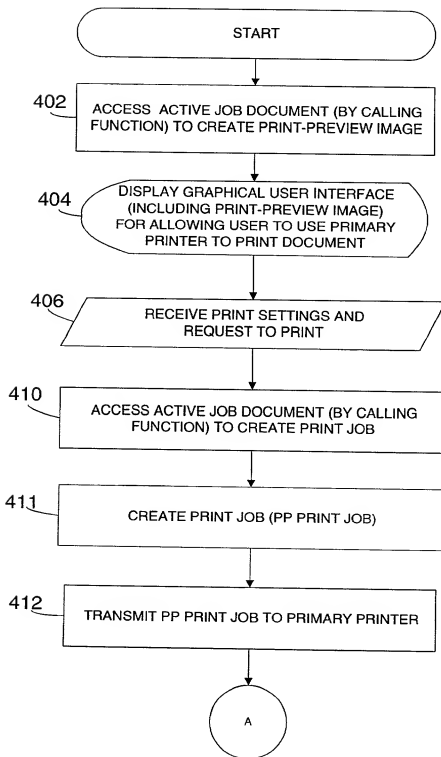 START
402
ACCESS ACTIVE JOB DOCUMENT (BY CALLING
FUNCTION) TO CREATE PRINT-PREVIEW IMAGE
404
DISPLAY GRAPHICAL USER INTERFACE
(INCLUDING PRINT-PREVIEW IMAGE)
FOR ALLOWING USER TO USE PRIMARY
PRINTER TO PRINT DOCUMENT
406
RECEIVE PRINT SETTINGS AND
REQUEST TO PRINT
410
ACCESS ACTIVE JOB DOCUMENT (BY CALLING
FUNCTION) TO CREATE PRINT JOB
411
CREATE PRINT JOB (PP PRINT JOB)
412
TRANSMIT PP PRINT JOB TO PRIMARY PRINTER
A